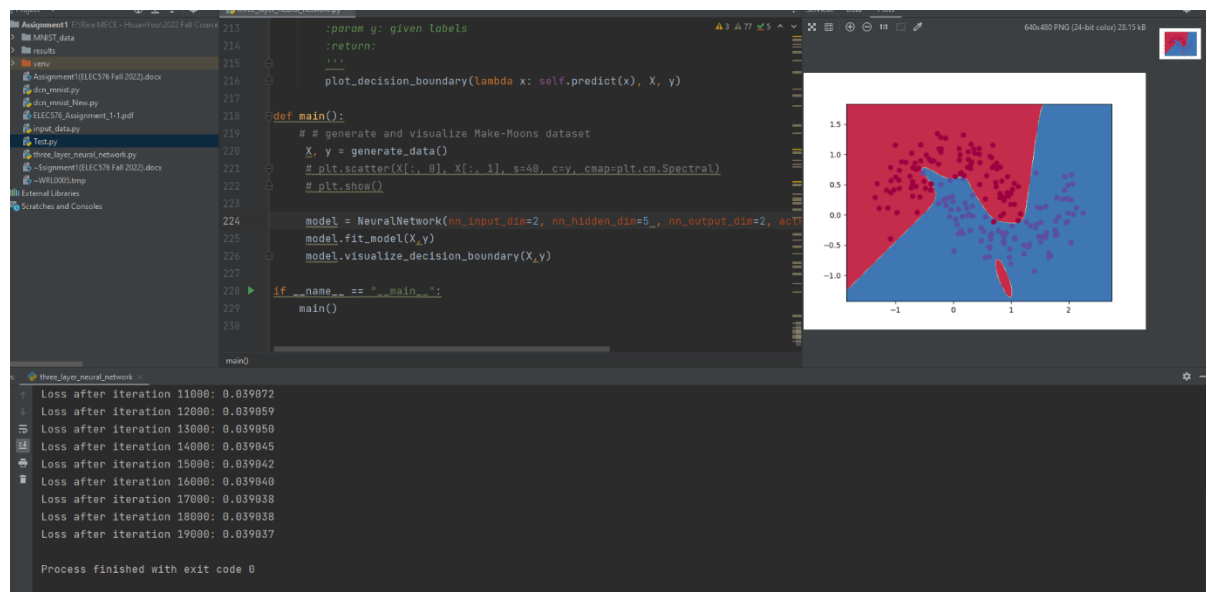 Assignment1 F:\Rice MECE - HsuanYou\2022 Fall Course
MNIST_data
results
venv
Assignment1(ELEC576 Fall 2022).docx
dcn_mnist.py
dcn_mnist_New.py
ELEC576_Assignment_1-1.pdf
input_data.py
Test.py
three_layer_neural_network.py
~$signment1(ELEC576 Fall 2022).docx
~WRL0005.tmp
External Libraries
Scratches and Consoles
213 :param y: given labels
214 :return:
215 '''
216 plot_decision_boundary(lambda x: self.predict(x), X, y)
217
218 def main():
219 # # generate and visualize Make-Moons dataset
220 X, y = generate_data()
221 # plt.scatter(X[:, 0], X[:, 1], s=40, c=y, cmap=plt.cm.Spectral)
222 # plt.show()
223
224 model = NeuralNetwork(nn_input_dim=2, nn_hidden_dim=5 , nn_output_dim=2, act
225 model.fit_model(X,y)
226 model.visualize_decision_boundary(X,y)
227
228 if __name__ == "__main__":
229 main()
230
main()
3 77 5
1:1
640x480 PNG (24-bit color) 28.15 kB
1.5
1.0
0.5
0.0
−0.5
−1.0
−1 0 1 2
three_layer_neural_network
Loss after iteration 11000: 0.039072
Loss after iteration 12000: 0.039059
Loss after iteration 13000: 0.039050
Loss after iteration 14000: 0.039045
Loss after iteration 15000: 0.039042
Loss after iteration 16000: 0.039040
Loss after iteration 17000: 0.039038
Loss after iteration 18000: 0.039038
Loss after iteration 19000: 0.039037
Process finished with exit code 0